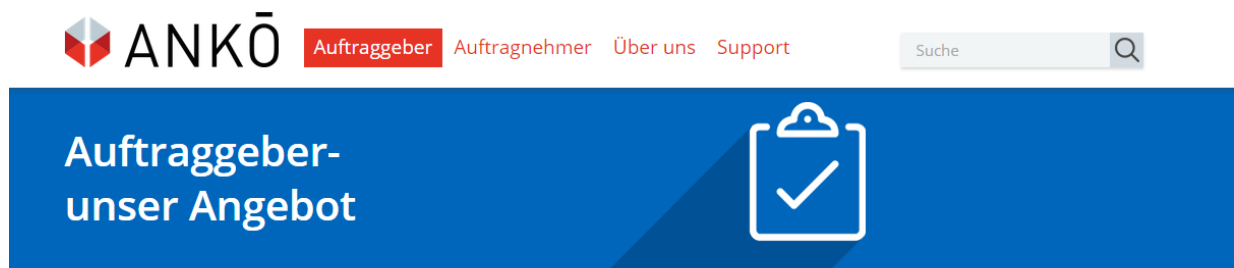 ANKÖ Auftraggeber Auftragnehmer Über uns Support Suche
Auftraggeber-
unser Angebot